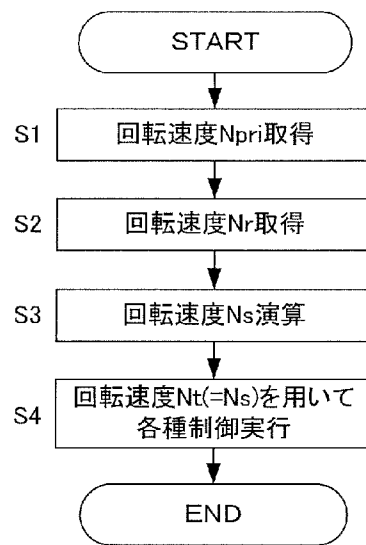 START
S1 回転速度Npri取得
S2 回転速度Nr取得
S3 回転速度Ns演算
S4 回転速度Nt(=Ns)を用いて
各種制御実行
END